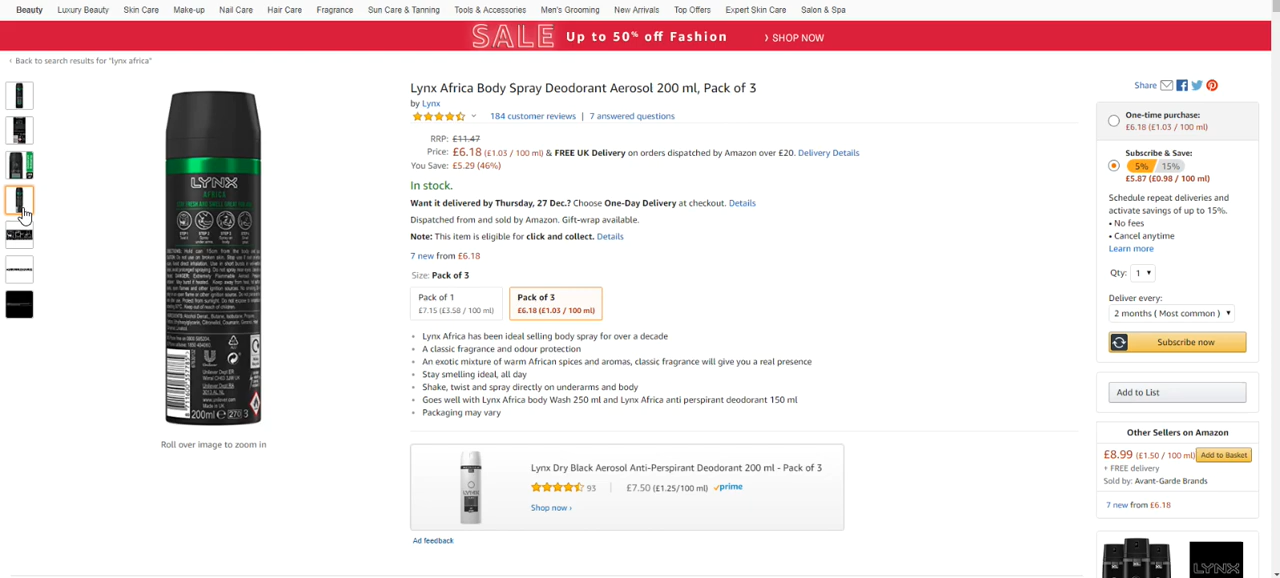 Beauty Luxury Beauty Skin Care Make-up Nail Care Hair Care Fragrance Sun Care & Tanning Tools & Accessories Men's Grooming New Arrivals Top Offers Expert Skin Care Salon & Spa
SALE Up to 50% off Fashion › SHOP NOW
‹ Back to search results for "lynx africa"
LYNX
AFRICA
200ml e 270 3
Roll over image to zoom in
Lynx Africa Body Spray Deodorant Aerosol 200 ml, Pack of 3
by Lynx
184 customer reviews | 7 answered questions
RRP: £11.47
Price: £6.18 (£1.03 / 100 ml) & FREE UK Delivery on orders dispatched by Amazon over £20. Delivery Details
You Save: £5.29 (46%)
In stock.
Want it delivered by Thursday, 27 Dec.? Choose One-Day Delivery at checkout. Details
Dispatched from and sold by Amazon. Gift-wrap available.
Note: This item is eligible for click and collect. Details
7 new from £6.18
Size: Pack of 3
Pack of 1
£7.15 (£3.58 / 100 ml)
Pack of 3
£6.18 (£1.03 / 100 ml)
• Lynx Africa has been ideal selling body spray for over a decade
• A classic fragrance and odour protection
• An exotic mixture of warm African spices and aromas, classic fragrance will give you a real presence
• Stay smelling ideal, all day
• Shake, twist and spray directly on underarms and body
• Goes well with Lynx Africa body Wash 250 ml and Lynx Africa anti perspirant deodorant 150 ml
• Packaging may vary
Lynx Dry Black Aerosol Anti-Perspirant Deodorant 200 ml - Pack of 3
93 | £7.50 (£1.25/100 ml) prime
Shop now ›
Ad feedback
Share
One-time purchase:
£6.18 (£1.03 / 100 ml)
Subscribe & Save:
5% 15%
£5.87 (£0.98 / 100 ml)
Schedule repeat deliveries and
activate savings of up to 15%.
• No fees
• Cancel anytime
Learn more
Qty: 1
Deliver every:
2 months ( Most common )
Subscribe now
Add to List
Other Sellers on Amazon
£8.99 (£1.50 / 100 ml) Add to Basket
+ FREE delivery
Sold by: Avant-Garde Brands
7 new from £6.18
LYNX